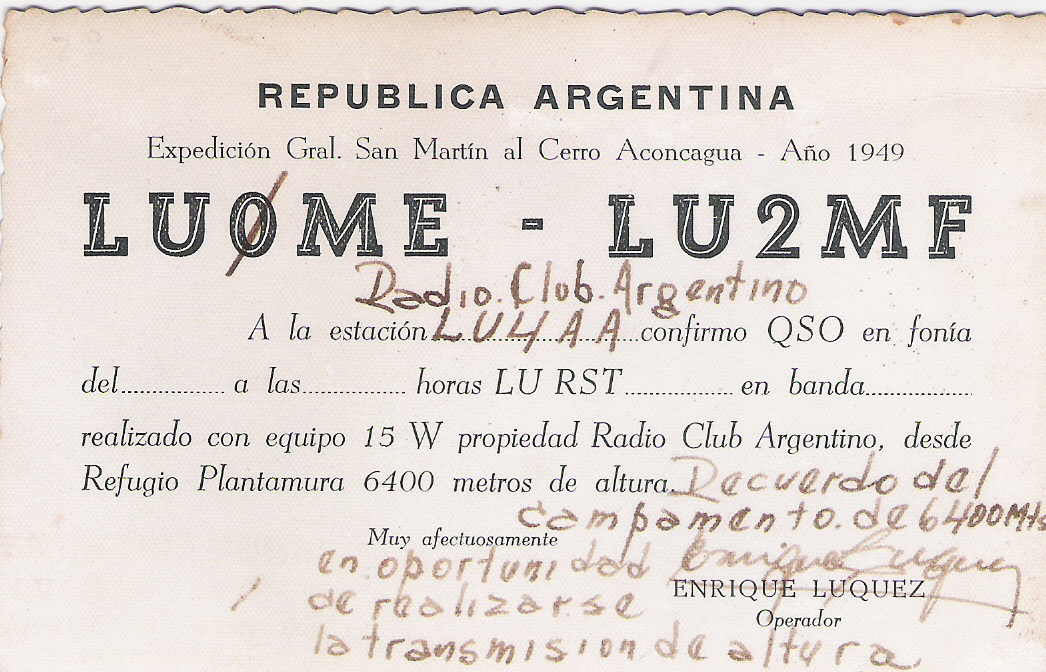 REPUBLICA ARGENTINA
Expedición Gral. San Martín al Cerro Aconcagua - Año 1949
LU0ME - LU2MF
Radio.Club.Argentino
A la estación LU4AA confirmo QSO en fonía
del............ a las............ horas LU RST............ en banda............
realizado con equipo 15 W propiedad Radio Club Argentino, desde
Refugio Plantamura 6400 metros de altura. Recuerdo del
campamento. de 6400 Mts
Muy afectuosamente
en oportunidad Enrique Luquez
ENRIQUE LUQUEZ
de realizarse
Operador
la transmision de altura